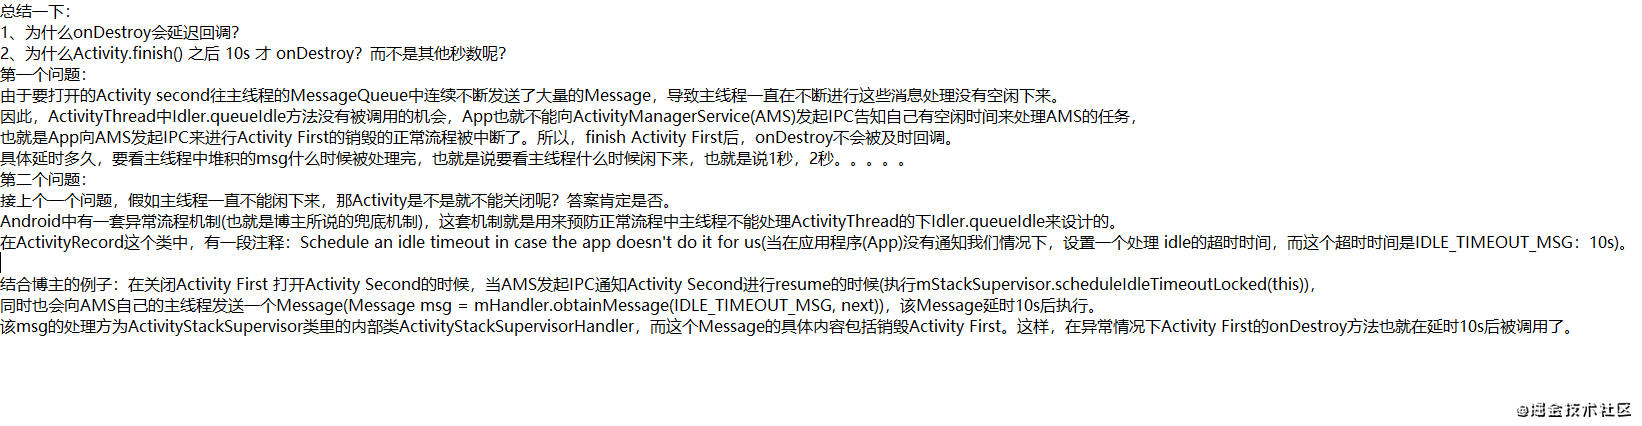 总结一下：
1、为什么onDestroy会延迟回调？
2、为什么Activity.finish() 之后 10s 才 onDestroy？而不是其他秒数呢？
第一个问题：
由于要打开的Activity second往主线程的MessageQueue中连续不断发送了大量的Message，导致主线程一直在不断进行这些消息处理没有空闲下来。
因此，ActivityThread中Idler.queueIdle方法没有被调用的机会，App也就不能向ActivityManagerService(AMS)发起IPC告知自己有空闲时间来处理AMS的任务，
也就是App向AMS发起IPC来进行Activity First的销毁的正常流程被中断了。所以，finish Activity First后，onDestroy不会被及时回调。
具体延时多久，要看主线程中堆积的msg什么时候被处理完，也就是说要看主线程什么时候闲下来，也就是说1秒，2秒。。。。。
第二个问题：
接上个一个问题，假如主线程一直不能闲下来，那Activity是不是就不能关闭呢？答案肯定是否。
Android中有一套异常流程机制(也就是博主所说的兜底机制)，这套机制就是用来预防正常流程中主线程不能处理ActivityThread的下Idler.queueIdle来设计的。
在ActivityRecord这个类中，有一段注释：Schedule an idle timeout in case the app doesn't do it for us(当在应用程序(App)没有通知我们情况下，设置一个处理 idle的超时时间，而这个超时时间是IDLE_TIMEOUT_MSG：10s)。
结合博主的例子：在关闭Activity First 打开Activity Second的时候，当AMS发起IPC通知Activity Second进行resume的时候(执行mStackSupervisor.scheduleIdleTimeoutLocked(this))，
同时也会向AMS自己的主线程发送一个Message(Message msg = mHandler.obtainMessage(IDLE_TIMEOUT_MSG, next))，该Message延时10s后执行。
该msg的处理方为ActivityStackSupervisor类里的内部类ActivityStackSupervisorHandler，而这个Message的具体内容包括销毁Activity First。这样，在异常情况下Activity First的onDestroy方法也就在延时10s后被调用了。
@掘金技术社区